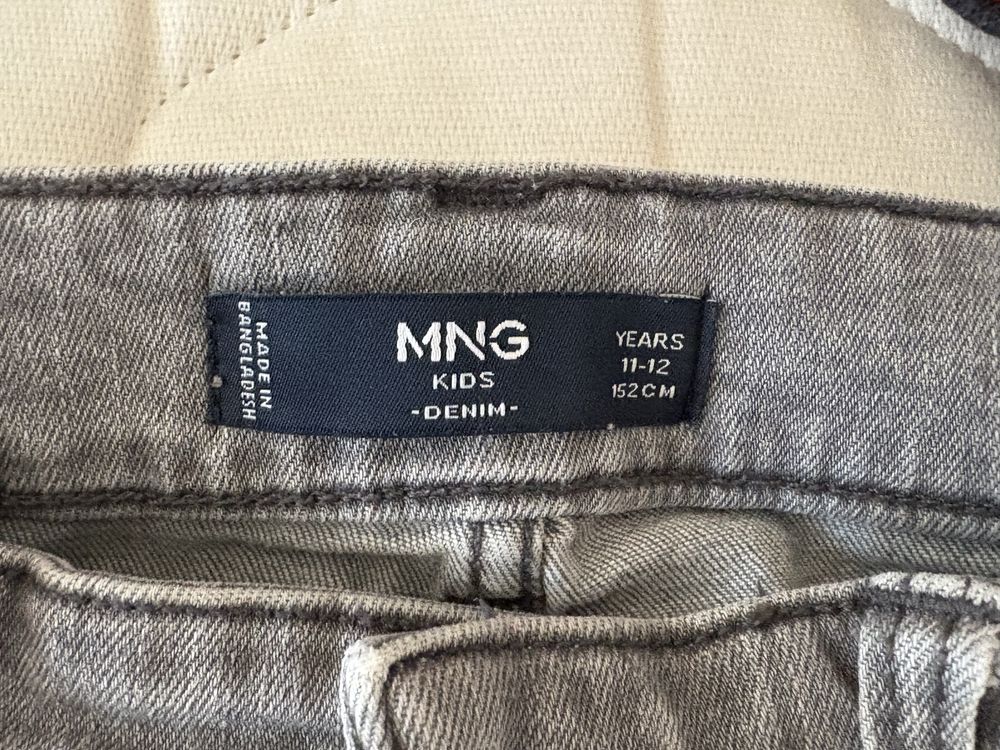 MADE IN
BANGLADESH
MNG
KIDS
-DENIM-
YEARS
11-12
152CM